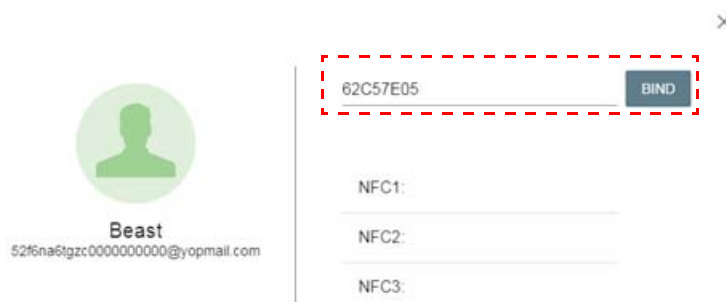 62C57E05
BIND
NFC1:
NFC2:
NFC3:
Beast
52f6na6tgzc0000000000@yopmail.com